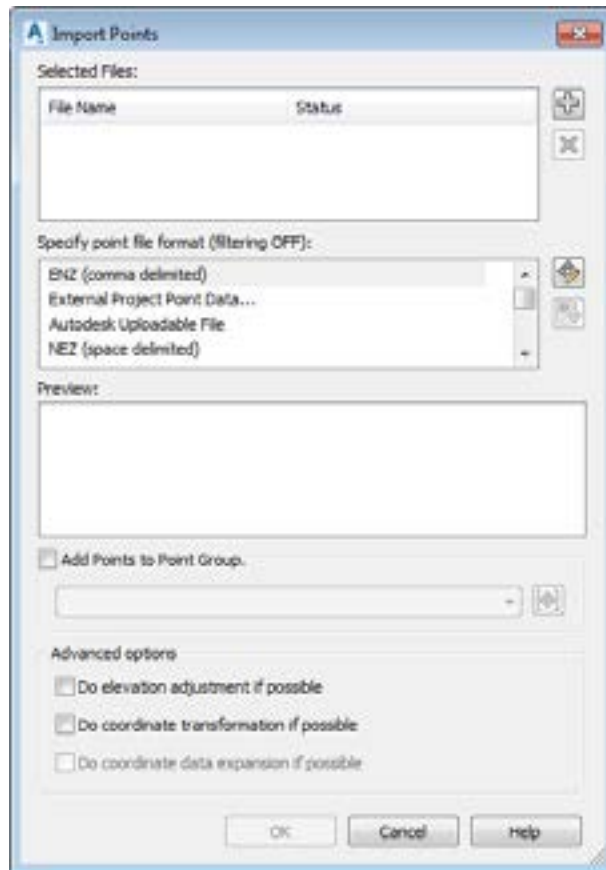 Import Points
Selected Files:
File Name Status
Specify point file format (filtering OFF):
ENZ (comma delimited)
External Project Point Data...
Autodesk Uploadable File
NEZ (space delimited)
Preview:
Add Points to Point Group.
Advanced options
Do elevation adjustment if possible
Do coordinate transformation if possible
Do coordinate data expansion if possible
OK Cancel Help